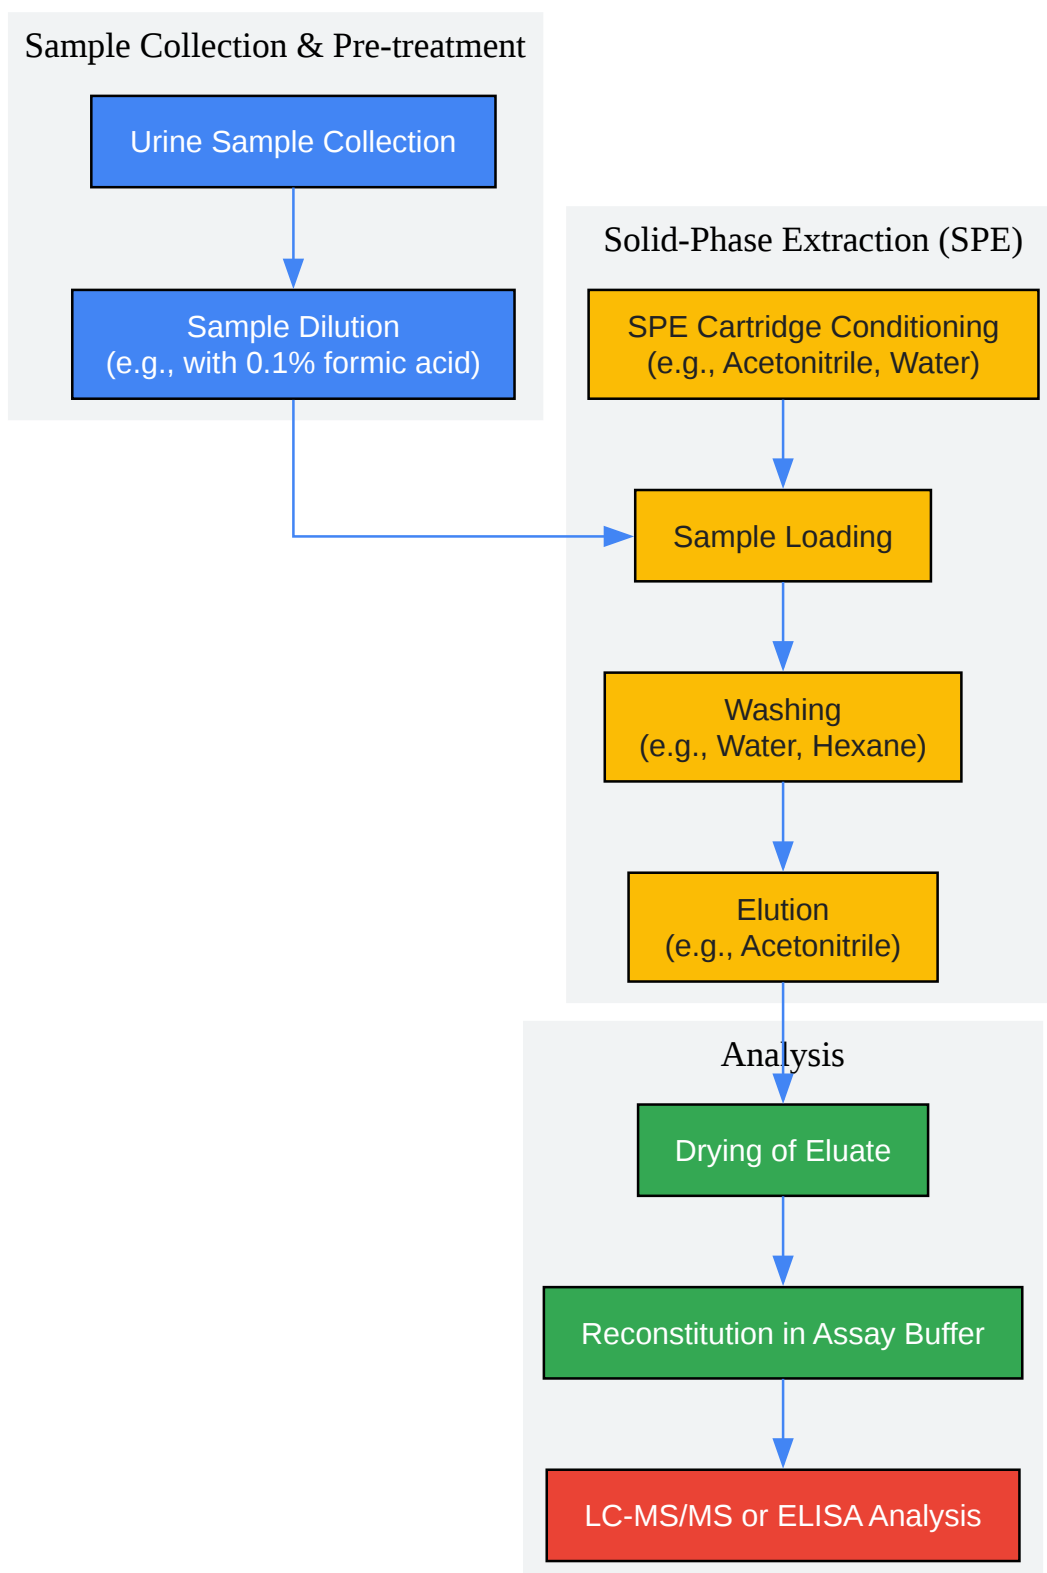 Sample Collection & Pre-treatment
Urine Sample Collection
Sample Dilution
(e.g., with 0.1% formic acid)
Solid-Phase Extraction (SPE)
SPE Cartridge Conditioning
(e.g., Acetonitrile, Water)
Sample Loading
Washing
(e.g., Water, Hexane)
Elution
(e.g., Acetonitrile)
Analysis
Drying of Eluate
Reconstitution in Assay Buffer
LC-MS/MS or ELISA Analysis